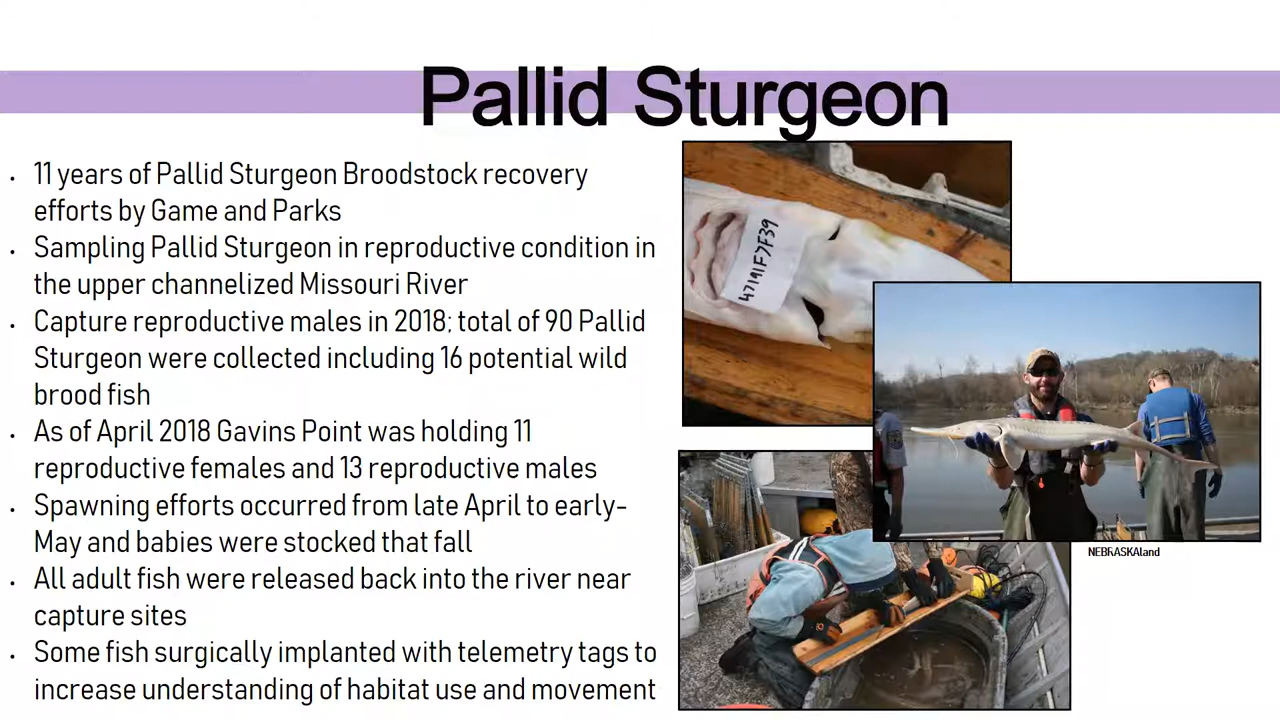 Pallid Sturgeon
• 11 years of Pallid Sturgeon Broodstock recovery
efforts by Game and Parks
• Sampling Pallid Sturgeon in reproductive condition in
the upper channelized Missouri River
• Capture reproductive males in 2018; total of 90 Pallid
Sturgeon were collected including 16 potential wild
brood fish
• As of April 2018 Gavins Point was holding 11
reproductive females and 13 reproductive males
• Spawning efforts occurred from late April to early-
May and babies were stocked that fall
• All adult fish were released back into the river near
capture sites
• Some fish surgically implanted with telemetry tags to
increase understanding of habitat use and movement
47191F7F39
NEBRASKAland